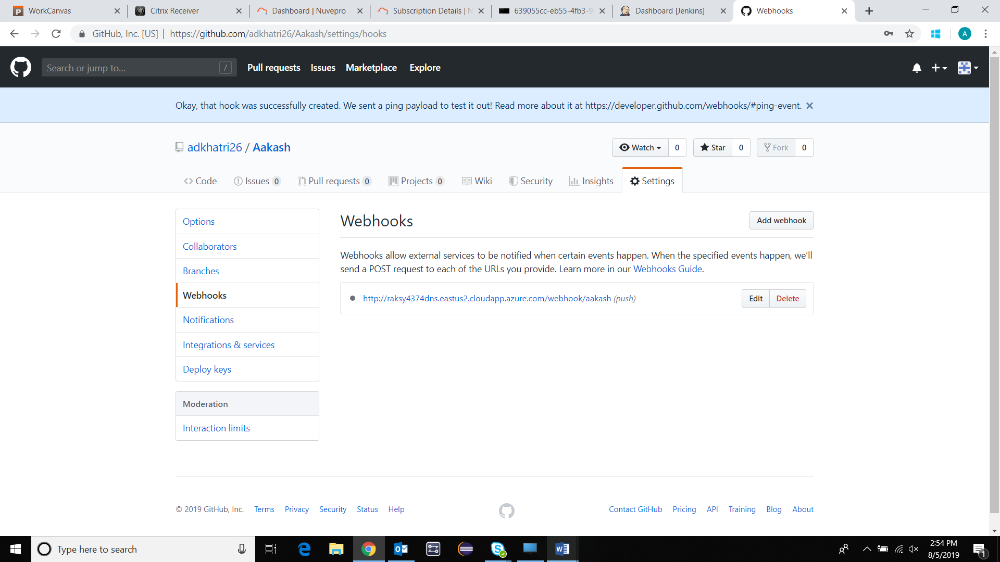 WorkCanvas
Citrix Receiver
Dashboard | Nuvepro
Subscription Details | N
639055cc-eb55-4fb3-9
Dashboard [Jenkins]
Webhooks
GitHub, Inc. [US] | https://github.com/adkhatri26/Aakash/settings/hooks
A
Search or jump to... /
Pull requests Issues Marketplace Explore
Okay, that hook was successfully created. We sent a ping payload to test it out! Read more about it at https://developer.github.com/webhooks/#ping-event.
adkhatri26 / Aakash
Watch 0 Star 0 Fork 0
Code Issues 0 Pull requests 0 Projects 0 Wiki Security Insights Settings
Options
Collaborators
Branches
Webhooks
Notifications
Integrations & services
Deploy keys
Moderation
Interaction limits
Webhooks
Add webhook
Webhooks allow external services to be notified when certain events happen. When the specified events happen, we’ll
send a POST request to each of the URLs you provide. Learn more in our Webhooks Guide.
http://raksy4374dns.eastus2.cloudapp.azure.com/webhook/aakash (push)
Edit Delete
© 2019 GitHub, Inc. Terms Privacy Security Status Help
Contact GitHub Pricing API Training Blog About
Type here to search
2:54 PM
8/5/2019
1